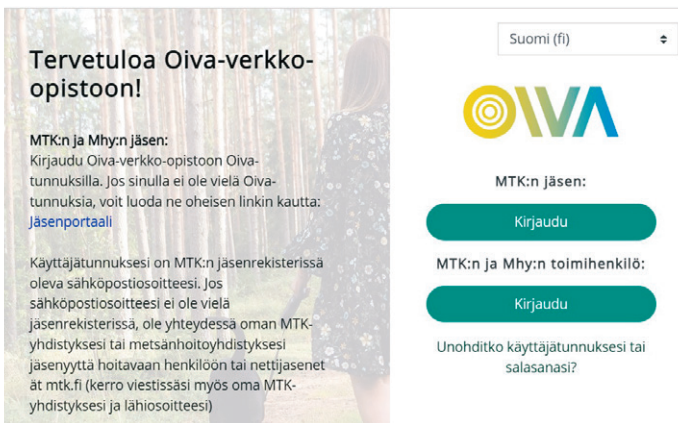 Tervetuloa Oiva-verkko-
opistoon!
MTK:n ja Mhy:n jäsen:
Kirjaudu Oiva-verkko-opistoon Oiva-
tunnuksilla. Jos sinulla ei ole vielä Oiva-
tunnuksia, voit luoda ne oheisen linkin kautta:
Jäsenportaali
Käyttäjätunnuksesi on MTK:n jäsenrekisterissä
oleva sähköpostiosoitteesi. Jos
sähköpostiosoitteesi ei ole vielä
jäsenrekisterissä, ole yhteydessä oman MTK-
yhdistyksesi tai metsänhoitoyhdistyksesi
jäsenyyttä hoitavaan henkilöön tai nettijasenet
ät mtk.fi (kerro viestissäsi myös oma MTK-
yhdistyksesi ja lähiosoitteesi)
Suomi (fi)
OIVA
MTK:n jäsen:
Kirjaudu
MTK:n ja Mhy:n toimihenkilö:
Kirjaudu
Unohditko käyttäjätunnuksesi tai
salasanasi?